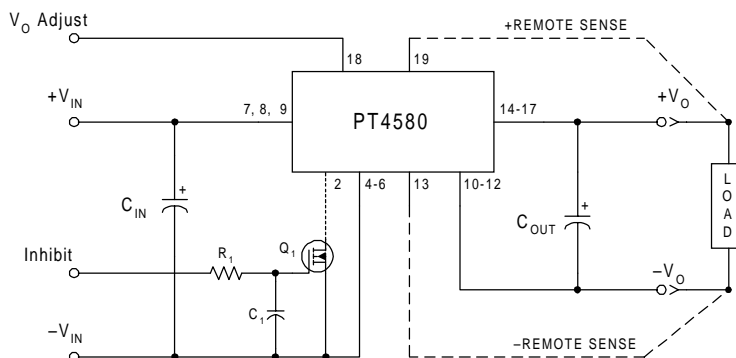 V_O Adjust
+REMOTE SENSE
18
19
+V_IN
7, 8, 9
PT4580
14-17
+V_O
2
4-6
13
10-12
C_IN
+
C_OUT
+
LOAD
Inhibit
R_1
Q_1
C_1
–V_O
–V_IN
–REMOTE SENSE